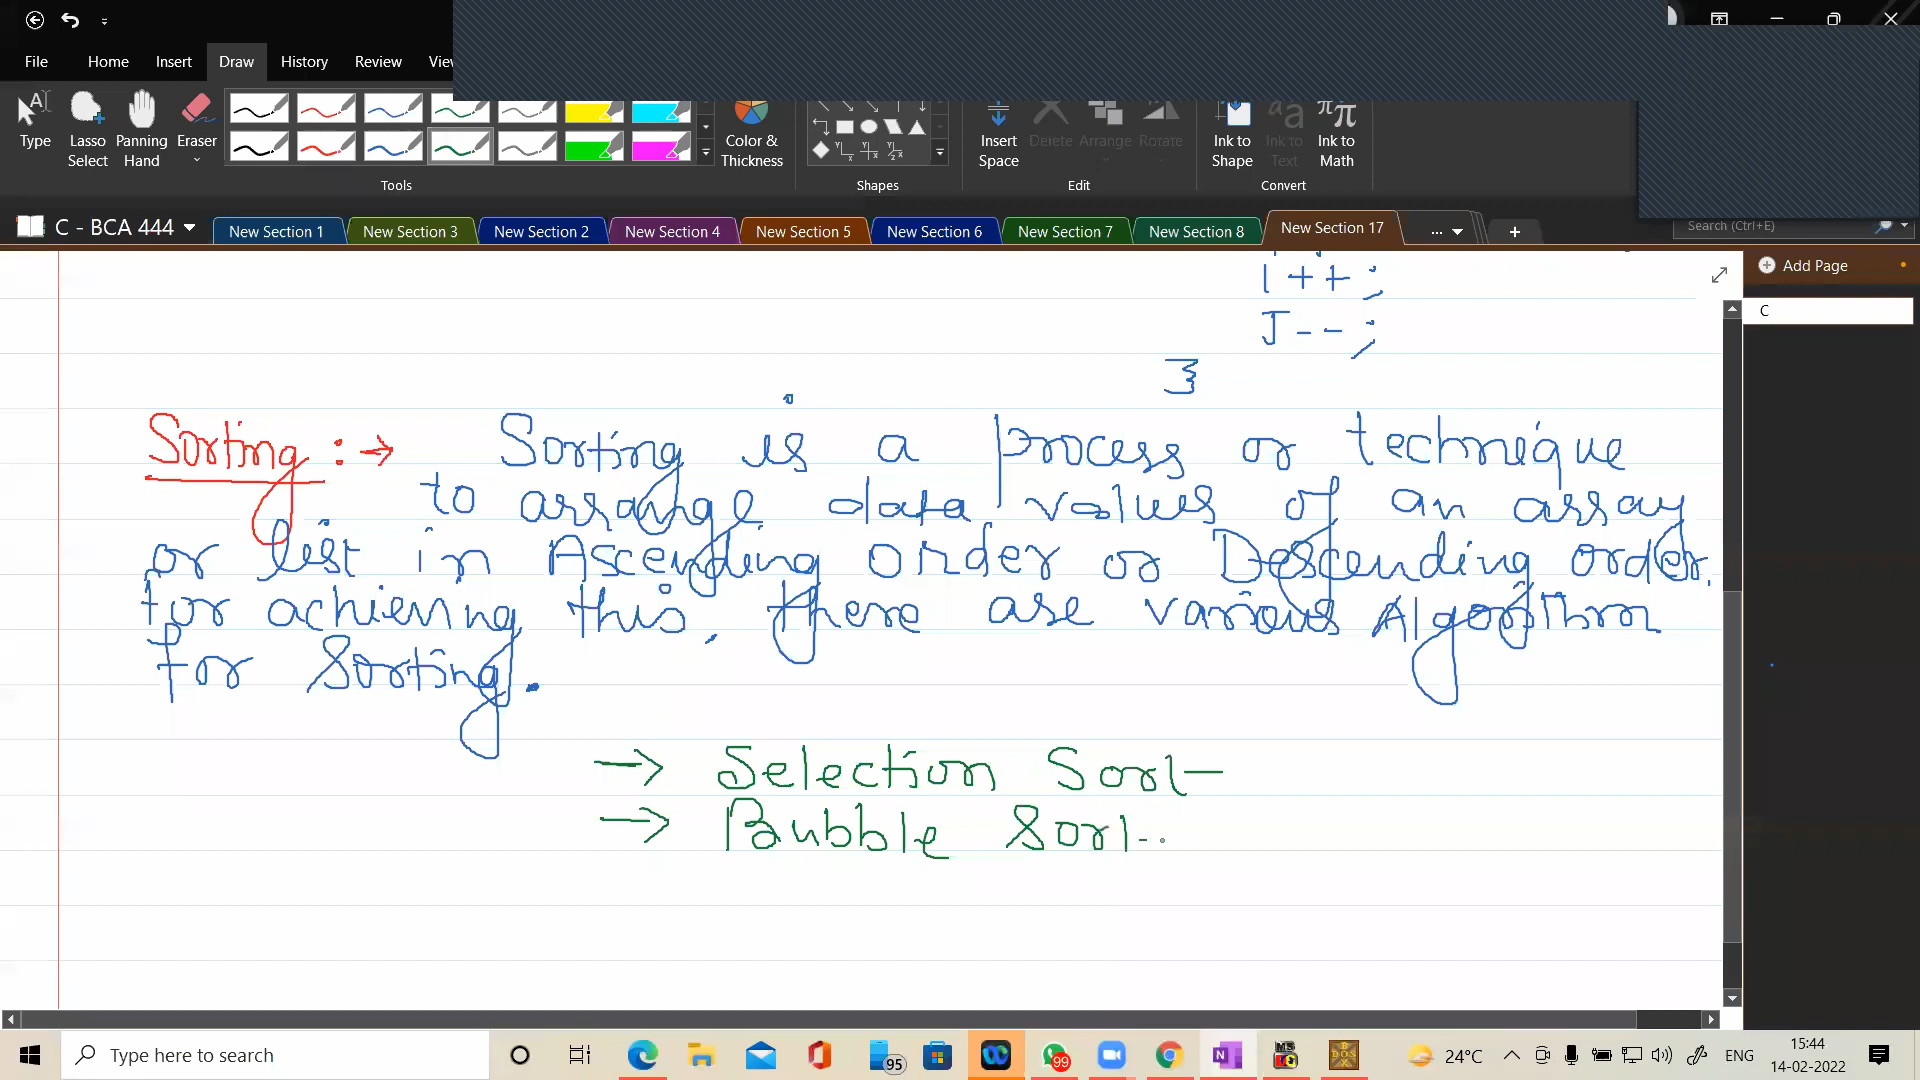 File Home Insert Draw History Review
Type Lasso Select Panning Hand Eraser Color & Thickness Insert Space Delete Arrange Rotate Ink to Shape Ink to Text Ink to Math
Tools Shapes Edit Convert
C - BCA 444 New Section 1 New Section 3 New Section 2 New Section 4 New Section 5 New Section 6 New Section 7 New Section 8 New Section 17 ... + Search (Ctrl+E)
Add Page
C
i++;
J--;
}
Sorting :→ Sorting is a process or technique
to arrange data values of an array
or list in Ascending order or Descending order.
for achieving this, there are various Algorithm
for Sorting.
→ Selection Sort
→ Bubble Sort
Type here to search 95 99 24°C ENG 15:44
14-02-2022